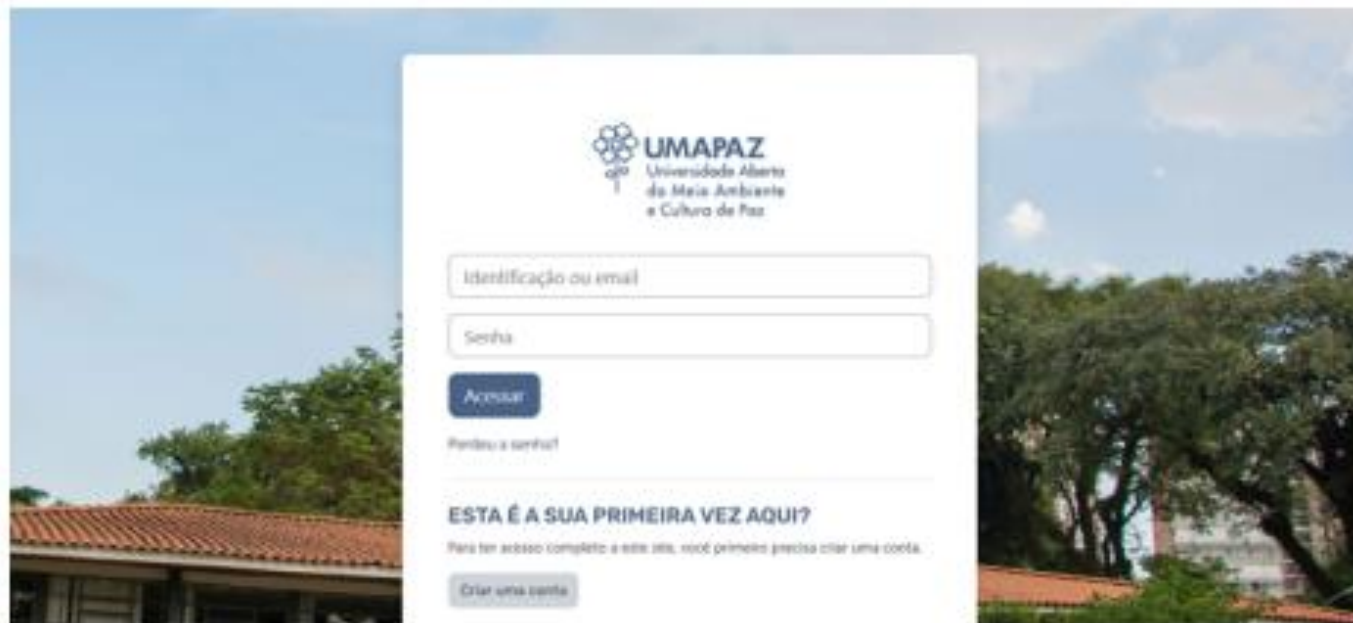 UMAPAZ
Universidade Aberta
do Meio Ambiente
e Cultura de Paz
Identificação ou email
Senha
Acessar
Perdeu a senha?
ESTA É A SUA PRIMEIRA VEZ AQUI?
Para ter acesso completo a este site, você primeiro precisa criar uma conta.
Criar uma conta